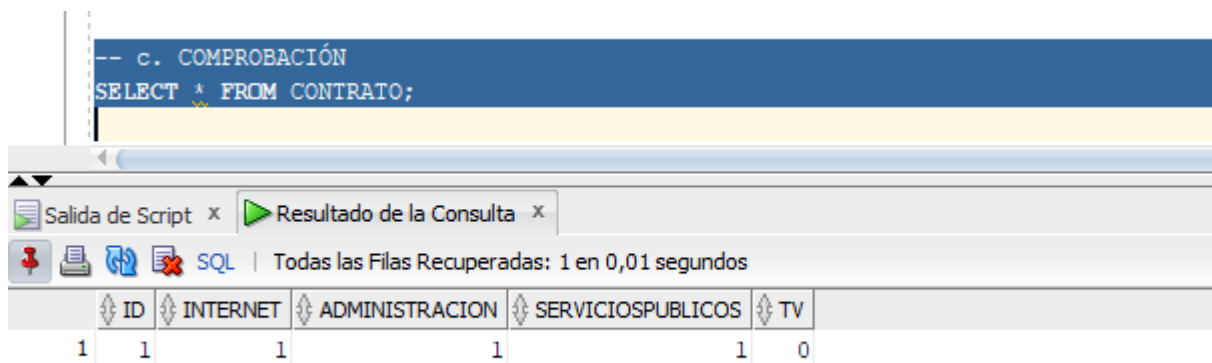 -- c. COMPROBACIÓN
SELECT * FROM CONTRATO;
Salida de Script x Resultado de la Consulta x
SQL | Todas las Filas Recuperadas: 1 en 0,01 segundos
ID INTERNET ADMINISTRACION SERVICIOSPUBLICOS TV
1 1 1 1 1 0